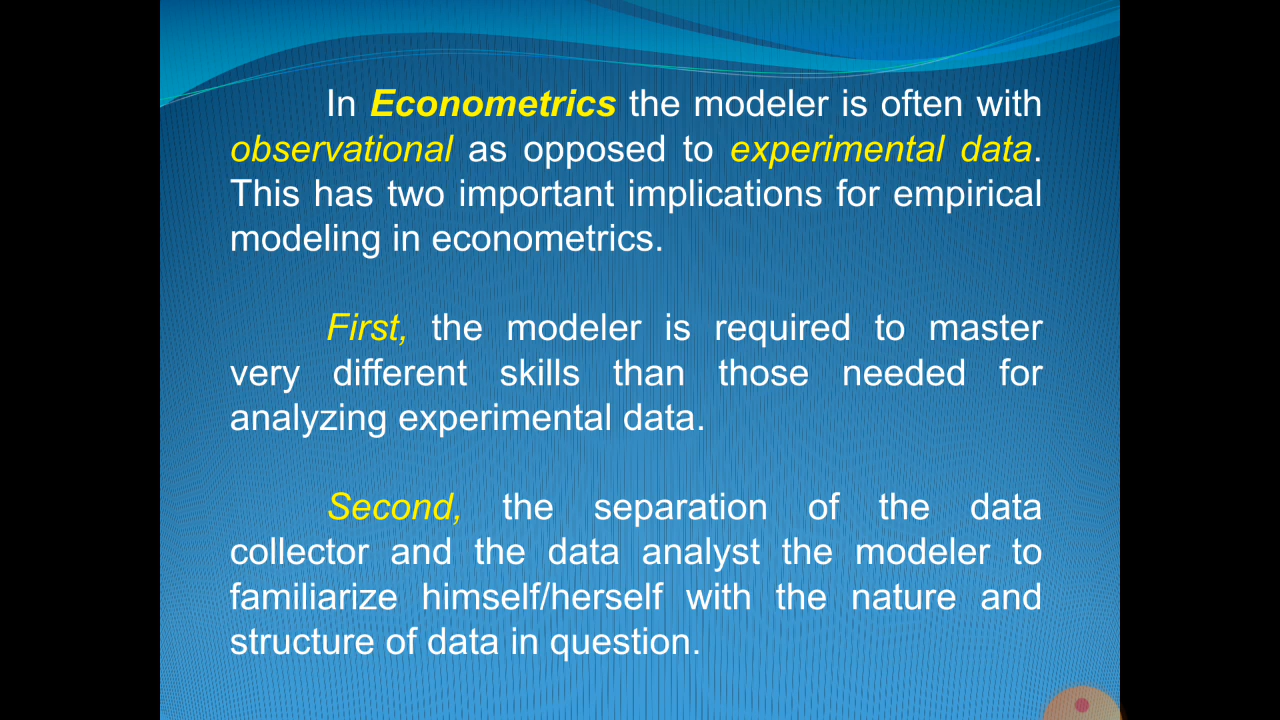 In Econometrics the modeler is often with
observational as opposed to experimental data.
This has two important implications for empirical
modeling in econometrics.
First, the modeler is required to master
very different skills than those needed for
analyzing experimental data.
Second, the separation of the data
collector and the data analyst the modeler to
familiarize himself/herself with the nature and
structure of data in question.